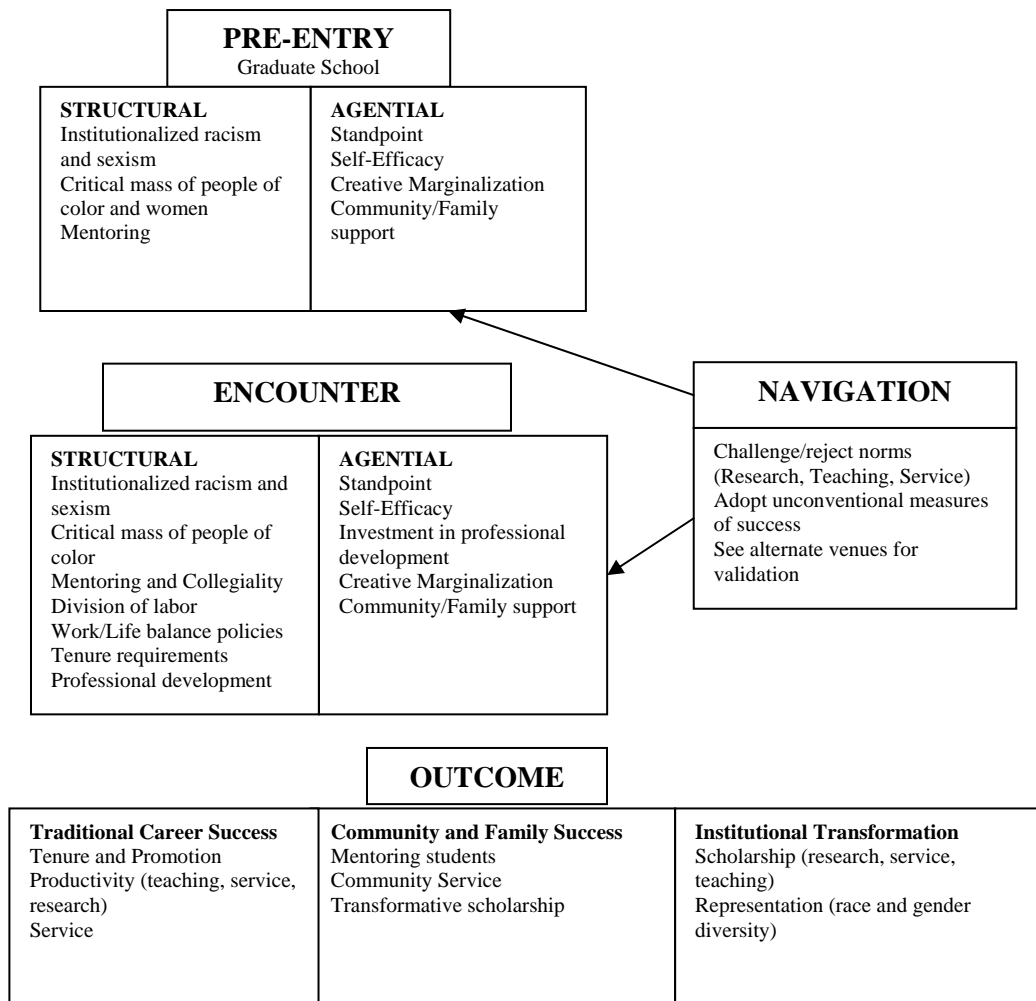 PRE-ENTRY
Graduate School
STRUCTURAL
Institutionalized racism
and sexism
Critical mass of people of
color and women
Mentoring
AGENTIAL
Standpoint
Self-Efficacy
Creative Marginalization
Community/Family
support
ENCOUNTER
STRUCTURAL
Institutionalized racism and
sexism
Critical mass of people of
color
Mentoring and Collegiality
Division of labor
Work/Life balance policies
Tenure requirements
Professional development
AGENTIAL
Standpoint
Self-Efficacy
Investment in professional
development
Creative Marginalization
Community/Family support
NAVIGATION
Challenge/reject norms
(Research, Teaching, Service)
Adopt unconventional measures
of success
See alternate venues for
validation
OUTCOME
Traditional Career Success
Tenure and Promotion
Productivity (teaching, service,
research)
Service
Community and Family Success
Mentoring students
Community Service
Transformative scholarship
Institutional Transformation
Scholarship (research, service,
teaching)
Representation (race and gender
diversity)